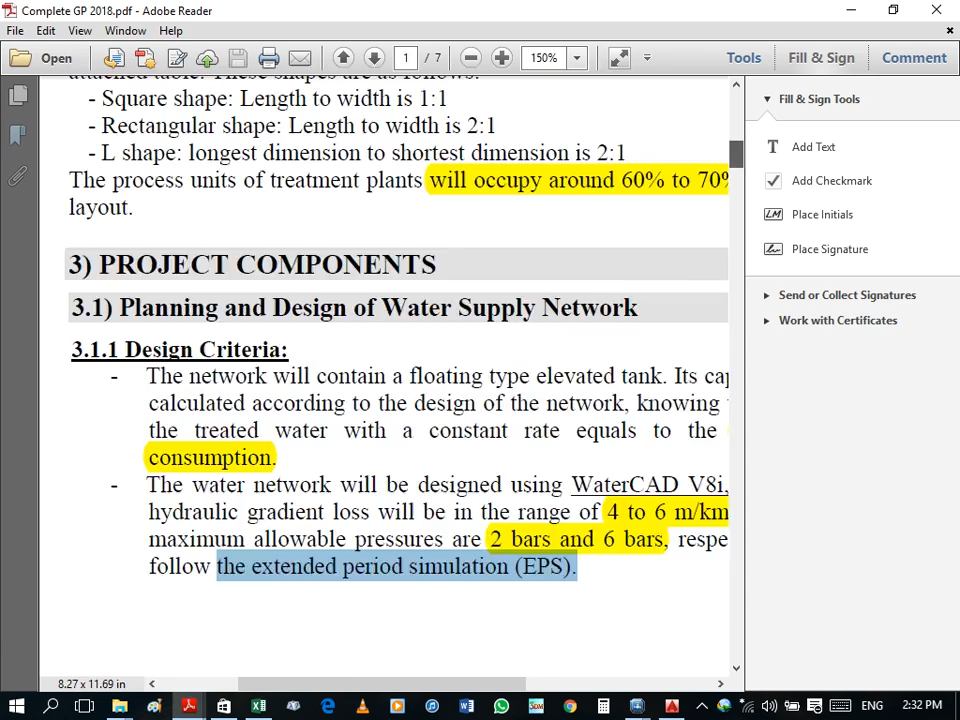 Complete GP 2018.pdf - Adobe Reader
File Edit View Window Help
Open 1 / 7 150% Tools Fill & Sign Comment
attached table. These shapes are as follows:
- Square shape: Length to width is 1:1
- Rectangular shape: Length to width is 2:1
- L shape: longest dimension to shortest dimension is 2:1
The process units of treatment plants will occupy around 60% to 70%
layout.
3) PROJECT COMPONENTS
3.1) Planning and Design of Water Supply Network
3.1.1 Design Criteria:
- The network will contain a floating type elevated tank. Its cap
calculated according to the design of the network, knowing
the treated water with a constant rate equals to the
consumption.
- The water network will be designed using WaterCAD V8i,
hydraulic gradient loss will be in the range of 4 to 6 m/km
maximum allowable pressures are 2 bars and 6 bars, respe
follow the extended period simulation (EPS).
8.27 x 11.69 in
Fill & Sign Tools
T Add Text
Add Checkmark
LM Place Initials
Place Signature
Send or Collect Signatures
Work with Certificates
ENG 2:32 PM